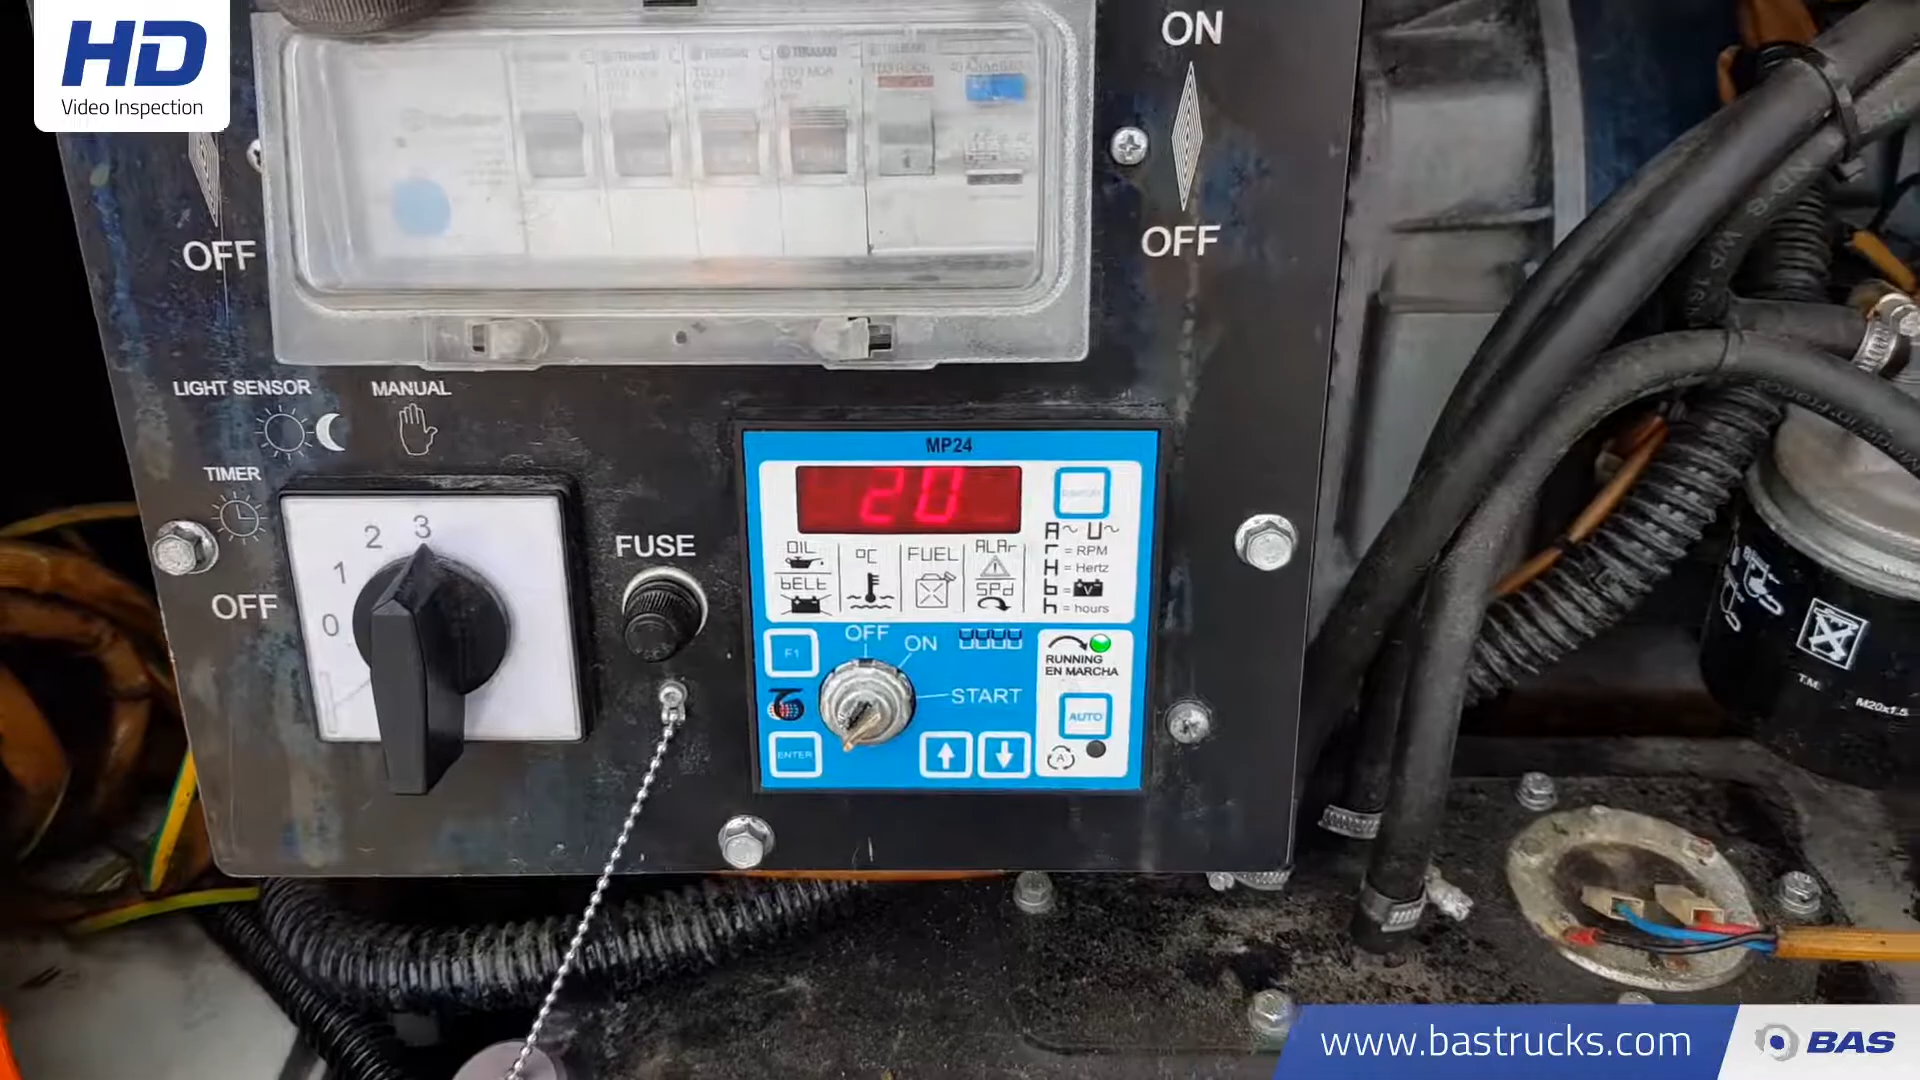 HD
Video Inspection
ON
OFF
OFF
LIGHT SENSOR
MANUAL
TIMER
3
2
1
0
OFF
FUSE
MP24
20
A~ U~
r = RPM
H = Hertz
b = V
h = hours
OIL
bELt
°C
FUEL
ALAr
SPd
OFF
ON
START
F1
ENTER
RUNNING
EN MARCHA
AUTO
A
T.M.
M20x1.5
www.bastrucks.com
BAS